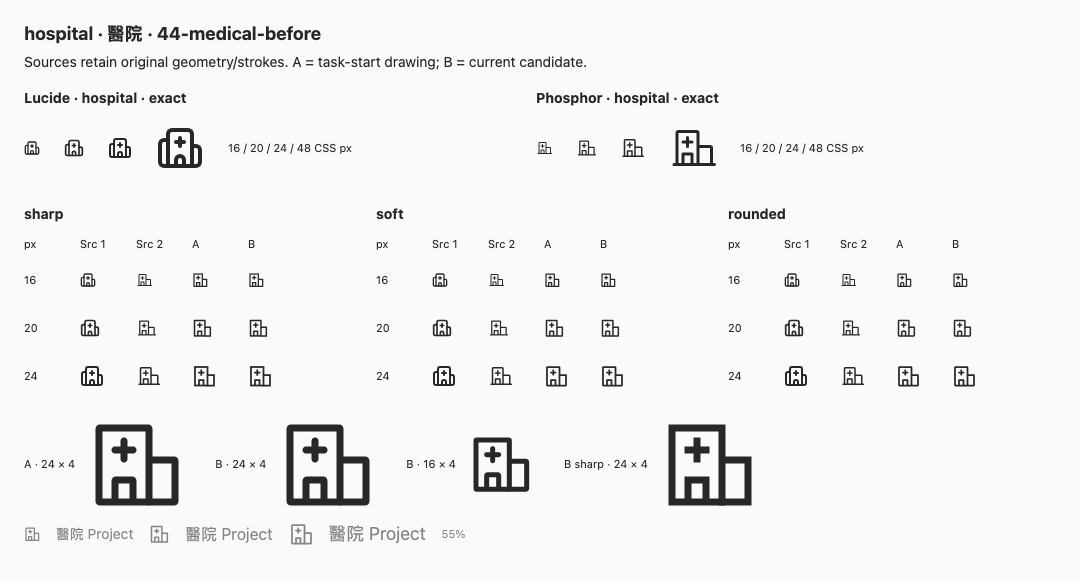 hospital · 醫院 · 44-medical-before
Sources retain original geometry/strokes. A = task-start drawing; B = current candidate.
Lucide · hospital · exact
Phosphor · hospital · exact
16 / 20 / 24 / 48 CSS px
16 / 20 / 24 / 48 CSS px
sharp
soft
rounded
px Src 1 Src 2 A B
px Src 1 Src 2 A B
px Src 1 Src 2 A B
16
16
16
20
20
20
24
24
24
A · 24 × 4
B · 24 × 4
B · 16 × 4
B sharp · 24 × 4
醫院 Project
醫院 Project
醫院 Project
55%